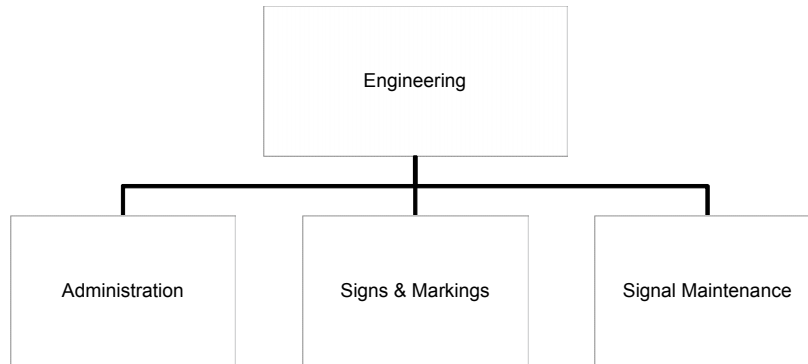 Engineering
Administration
Signs & Markings
Signal Maintenance